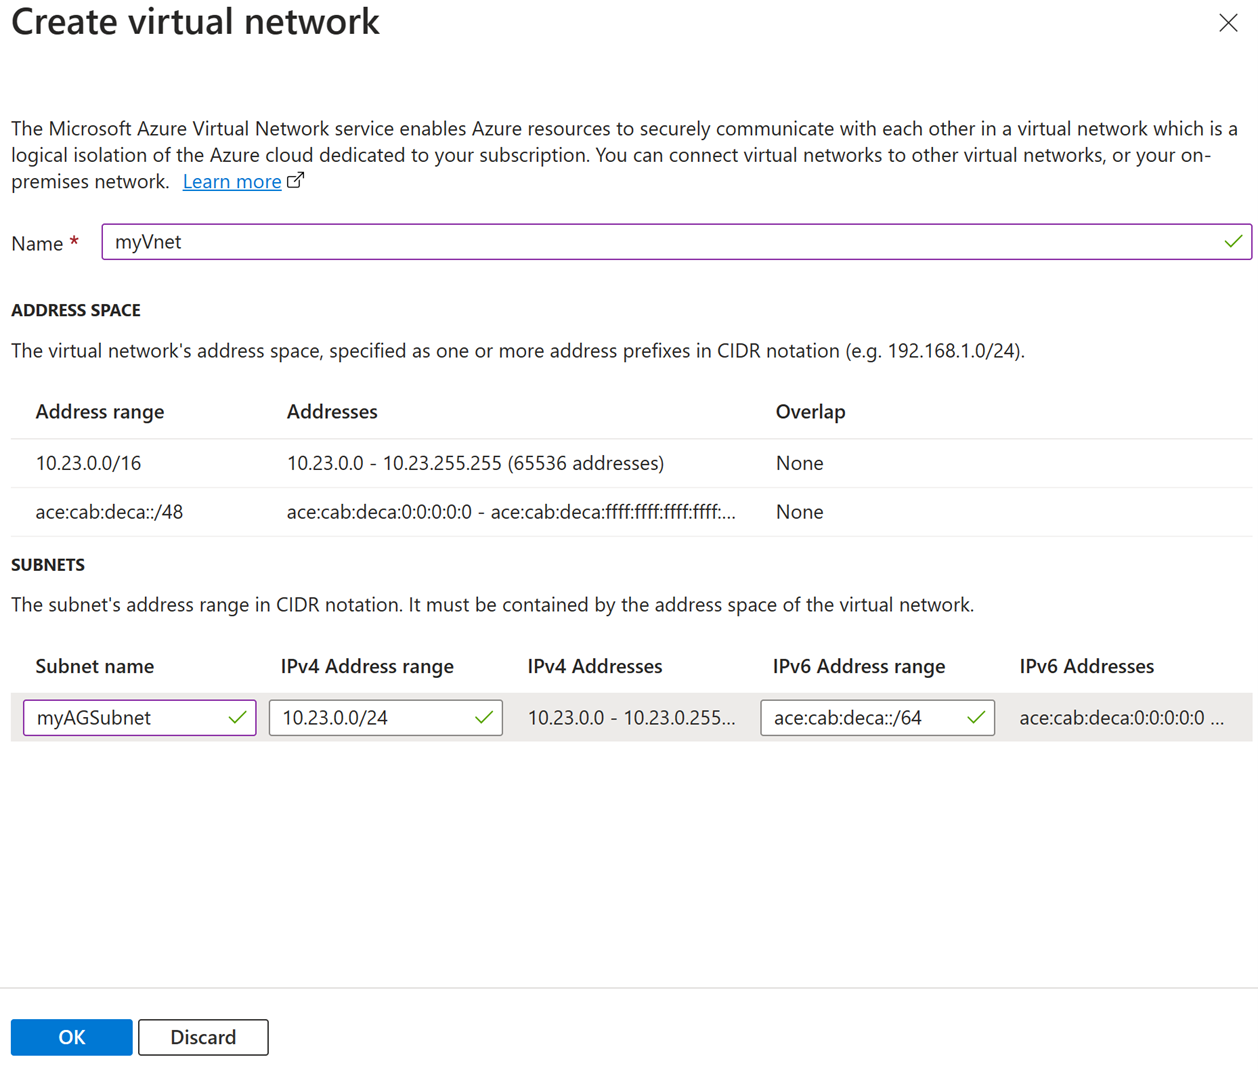 Create virtual network
The Microsoft Azure Virtual Network service enables Azure resources to securely communicate with each other in a virtual network which is a
logical isolation of the Azure cloud dedicated to your subscription. You can connect virtual networks to other virtual networks, or your on-
premises network. Learn more
Name * myVnet
ADDRESS SPACE
The virtual network's address space, specified as one or more address prefixes in CIDR notation (e.g. 192.168.1.0/24).
Address range Addresses Overlap
10.23.0.0/16 10.23.0.0 - 10.23.255.255 (65536 addresses) None
ace:cab:deca::/48 ace:cab:deca:0:0:0:0:0 - ace:cab:deca:ffff:ffff:ffff:ffff:... None
SUBNETS
The subnet's address range in CIDR notation. It must be contained by the address space of the virtual network.
Subnet name IPv4 Address range IPv4 Addresses IPv6 Address range IPv6 Addresses
myAGSubnet 10.23.0.0/24 10.23.0.0 - 10.23.0.255... ace:cab:deca::/64 ace:cab:deca:0:0:0:0:0 ...
OK Discard